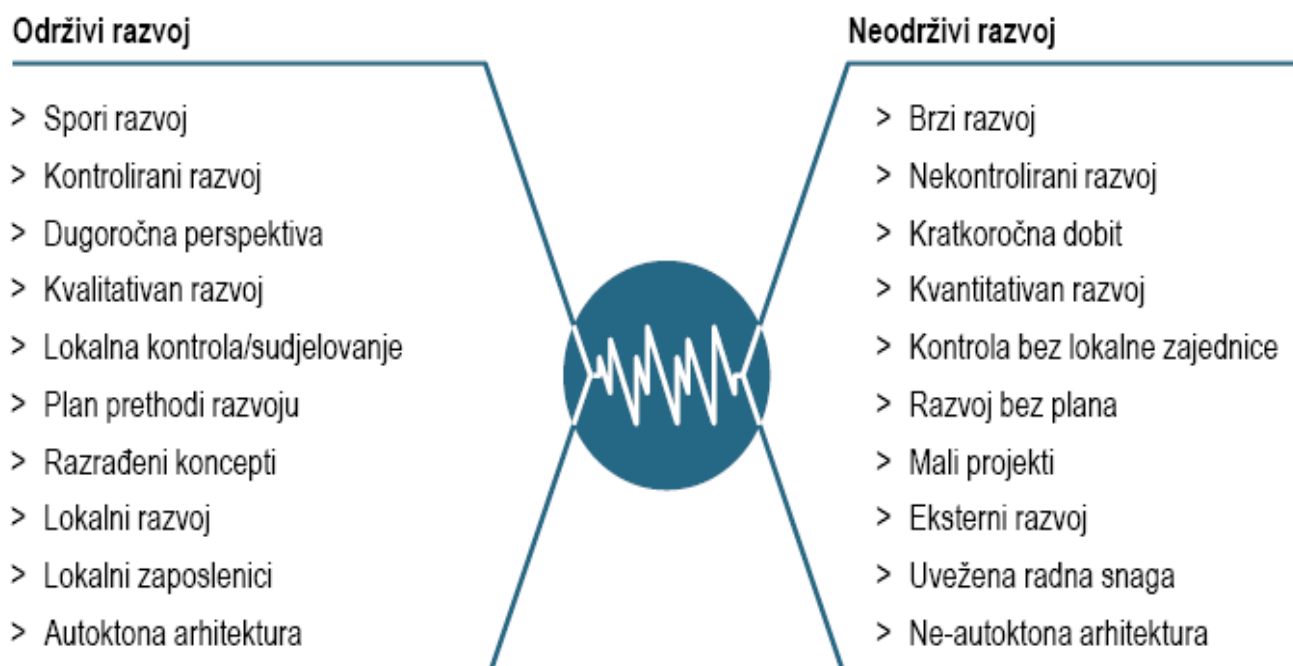 Održivi razvoj
> Spori razvoj
> Kontrolirani razvoj
> Dugoročna perspektiva
> Kvalitativan razvoj
> Lokalna kontrola/sudjelovanje
> Plan prethodi razvoju
> Razrađeni koncepti
> Lokalni razvoj
> Lokalni zaposlenici
> Autoktona arhitektura
Neodrživi razvoj
> Brzi razvoj
> Nekontrolirani razvoj
> Kratkoročna dobit
> Kvantitativan razvoj
> Kontrola bez lokalne zajednice
> Razvoj bez plana
> Mali projekti
> Eksterni razvoj
> Uvežena radna snaga
> Ne-autoktona arhitektura